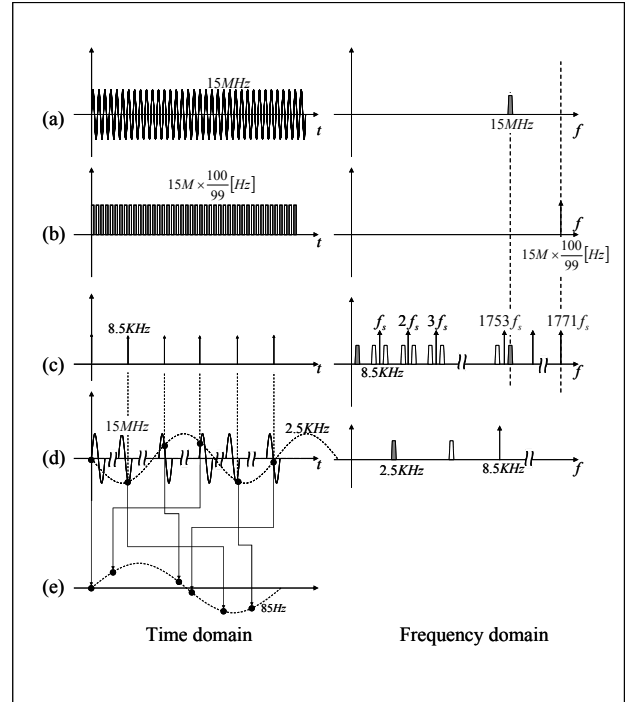 (a)
15MHz
t
15MHz
f
(b)
15M × 100/99 [Hz]
t
f
15M × 100/99 [Hz]
(c)
8.5KHz
t
fs 2fs 3fs 1753fs 1771fs
8.5KHz
f
(d)
15MHz
2.5KHz
t
2.5KHz
8.5KHz
f
(e)
85Hz
Time domain
Frequency domain